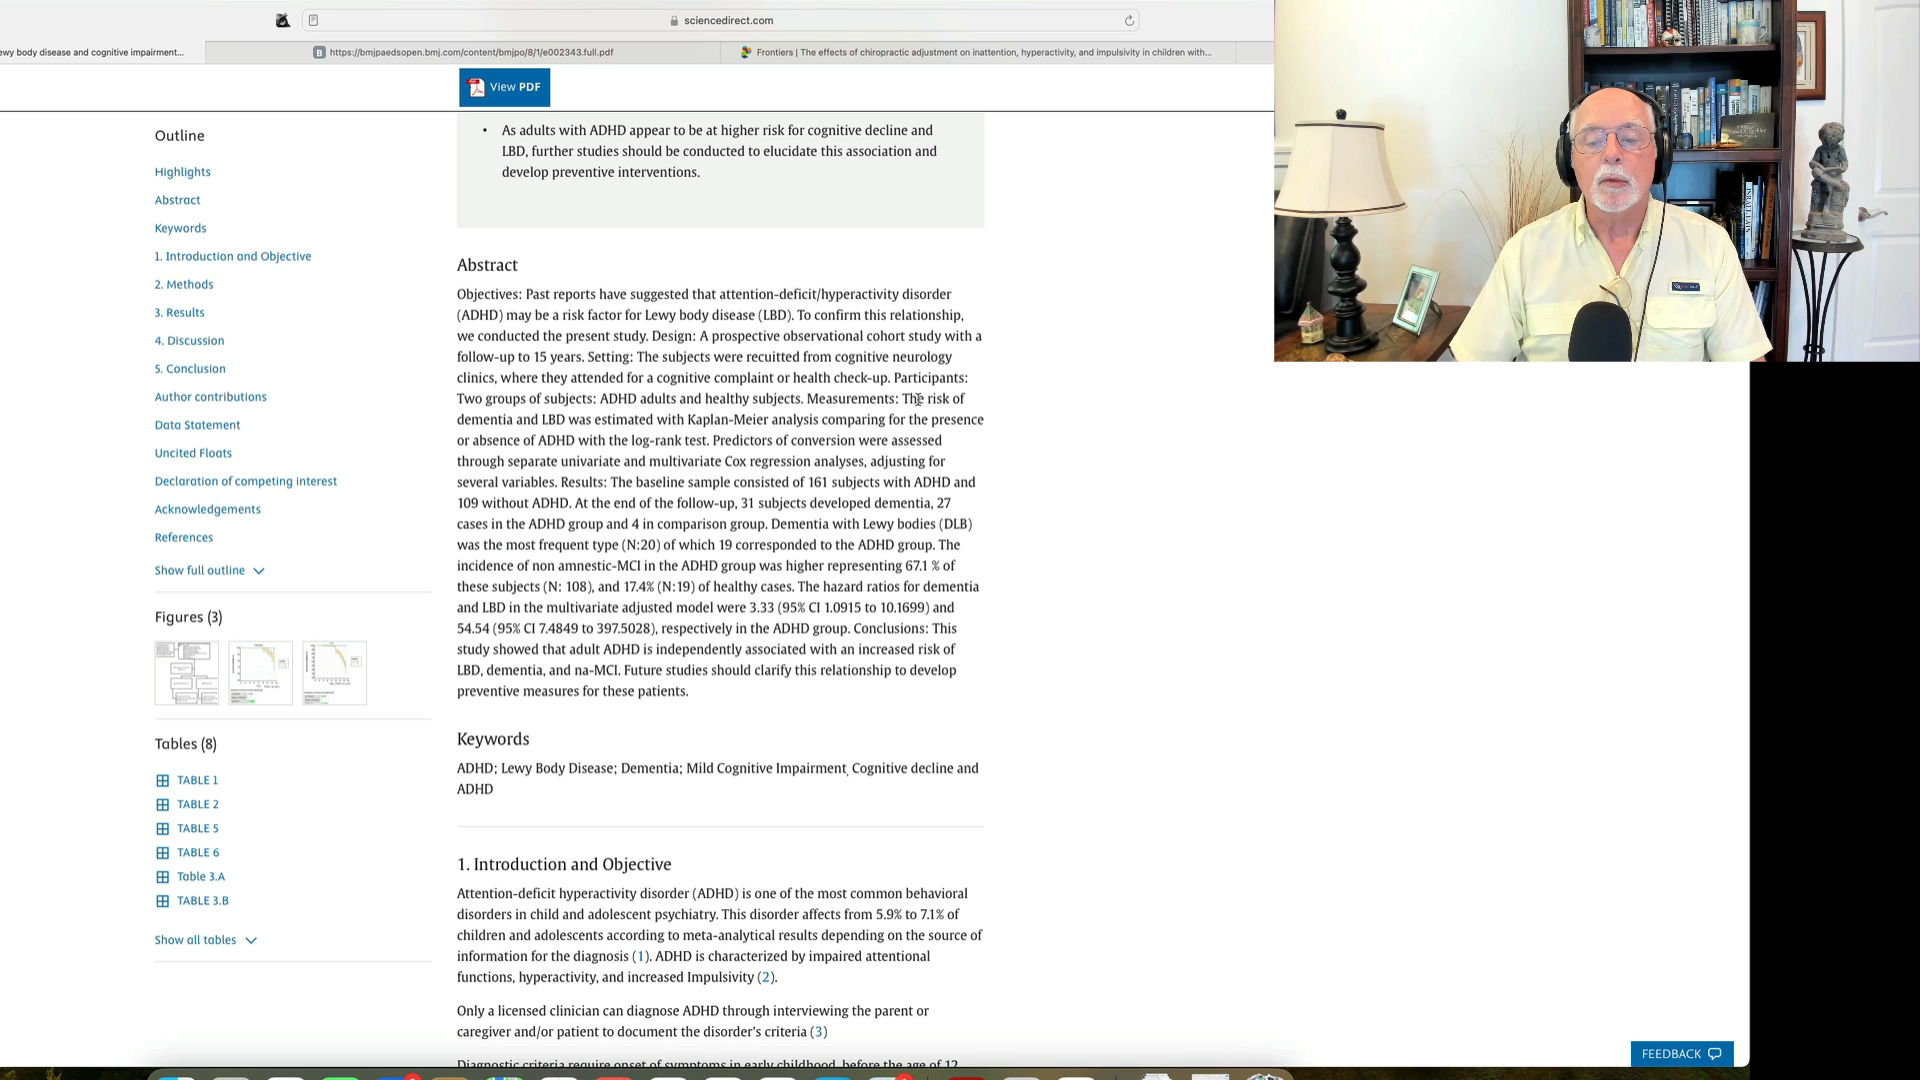 sciencedirect.com
ewy body disease and cognitive impairment...
https://bmjpaedsopen.bmj.com/content/bmjpo/8/1/e002343.full.pdf
Frontiers | The effects of chiropractic adjustment on inattention, hyperactivity, and impulsivity in children with...
View PDF
Outline
Highlights
Abstract
Keywords
1. Introduction and Objective
2. Methods
3. Results
4. Discussion
5. Conclusion
Author contributions
Data Statement
Uncited Floats
Declaration of competing interest
Acknowledgements
References
Show full outline
Figures (3)
Tables (8)
TABLE 1
TABLE 2
TABLE 5
TABLE 6
Table 3.A
TABLE 3.B
Show all tables
• As adults with ADHD appear to be at higher risk for cognitive decline and
LBD, further studies should be conducted to elucidate this association and
develop preventive interventions.
Abstract
Objectives: Past reports have suggested that attention-deficit/hyperactivity disorder
(ADHD) may be a risk factor for Lewy body disease (LBD). To confirm this relationship,
we conducted the present study. Design: A prospective observational cohort study with a
follow-up to 15 years. Setting: The subjects were recuitted from cognitive neurology
clinics, where they attended for a cognitive complaint or health check-up. Participants:
Two groups of subjects: ADHD adults and healthy subjects. Measurements: The risk of
dementia and LBD was estimated with Kaplan-Meier analysis comparing for the presence
or absence of ADHD with the log-rank test. Predictors of conversion were assessed
through separate univariate and multivariate Cox regression analyses, adjusting for
several variables. Results: The baseline sample consisted of 161 subjects with ADHD and
109 without ADHD. At the end of the follow-up, 31 subjects developed dementia, 27
cases in the ADHD group and 4 in comparison group. Dementia with Lewy bodies (DLB)
was the most frequent type (N:20) of which 19 corresponded to the ADHD group. The
incidence of non amnestic-MCI in the ADHD group was higher representing 67.1 % of
these subjects (N: 108), and 17.4% (N:19) of healthy cases. The hazard ratios for dementia
and LBD in the multivariate adjusted model were 3.33 (95% CI 1.0915 to 10.1699) and
54.54 (95% CI 7.4849 to 397.5028), respectively in the ADHD group. Conclusions: This
study showed that adult ADHD is independently associated with an increased risk of
LBD, dementia, and na-MCI. Future studies should clarify this relationship to develop
preventive measures for these patients.
Keywords
ADHD; Lewy Body Disease; Dementia; Mild Cognitive Impairment, Cognitive decline and
ADHD
1. Introduction and Objective
Attention-deficit hyperactivity disorder (ADHD) is one of the most common behavioral
disorders in child and adolescent psychiatry. This disorder affects from 5.9% to 7.1% of
children and adolescents according to meta-analytical results depending on the source of
information for the diagnosis (1). ADHD is characterized by impaired attentional
functions, hyperactivity, and increased Impulsivity (2).
Only a licensed clinician can diagnose ADHD through interviewing the parent or
caregiver and/or patient to document the disorder's criteria (3)
Diagnostic criteria require onset of symptoms in early childhood, before the age of 12
FEEDBACK